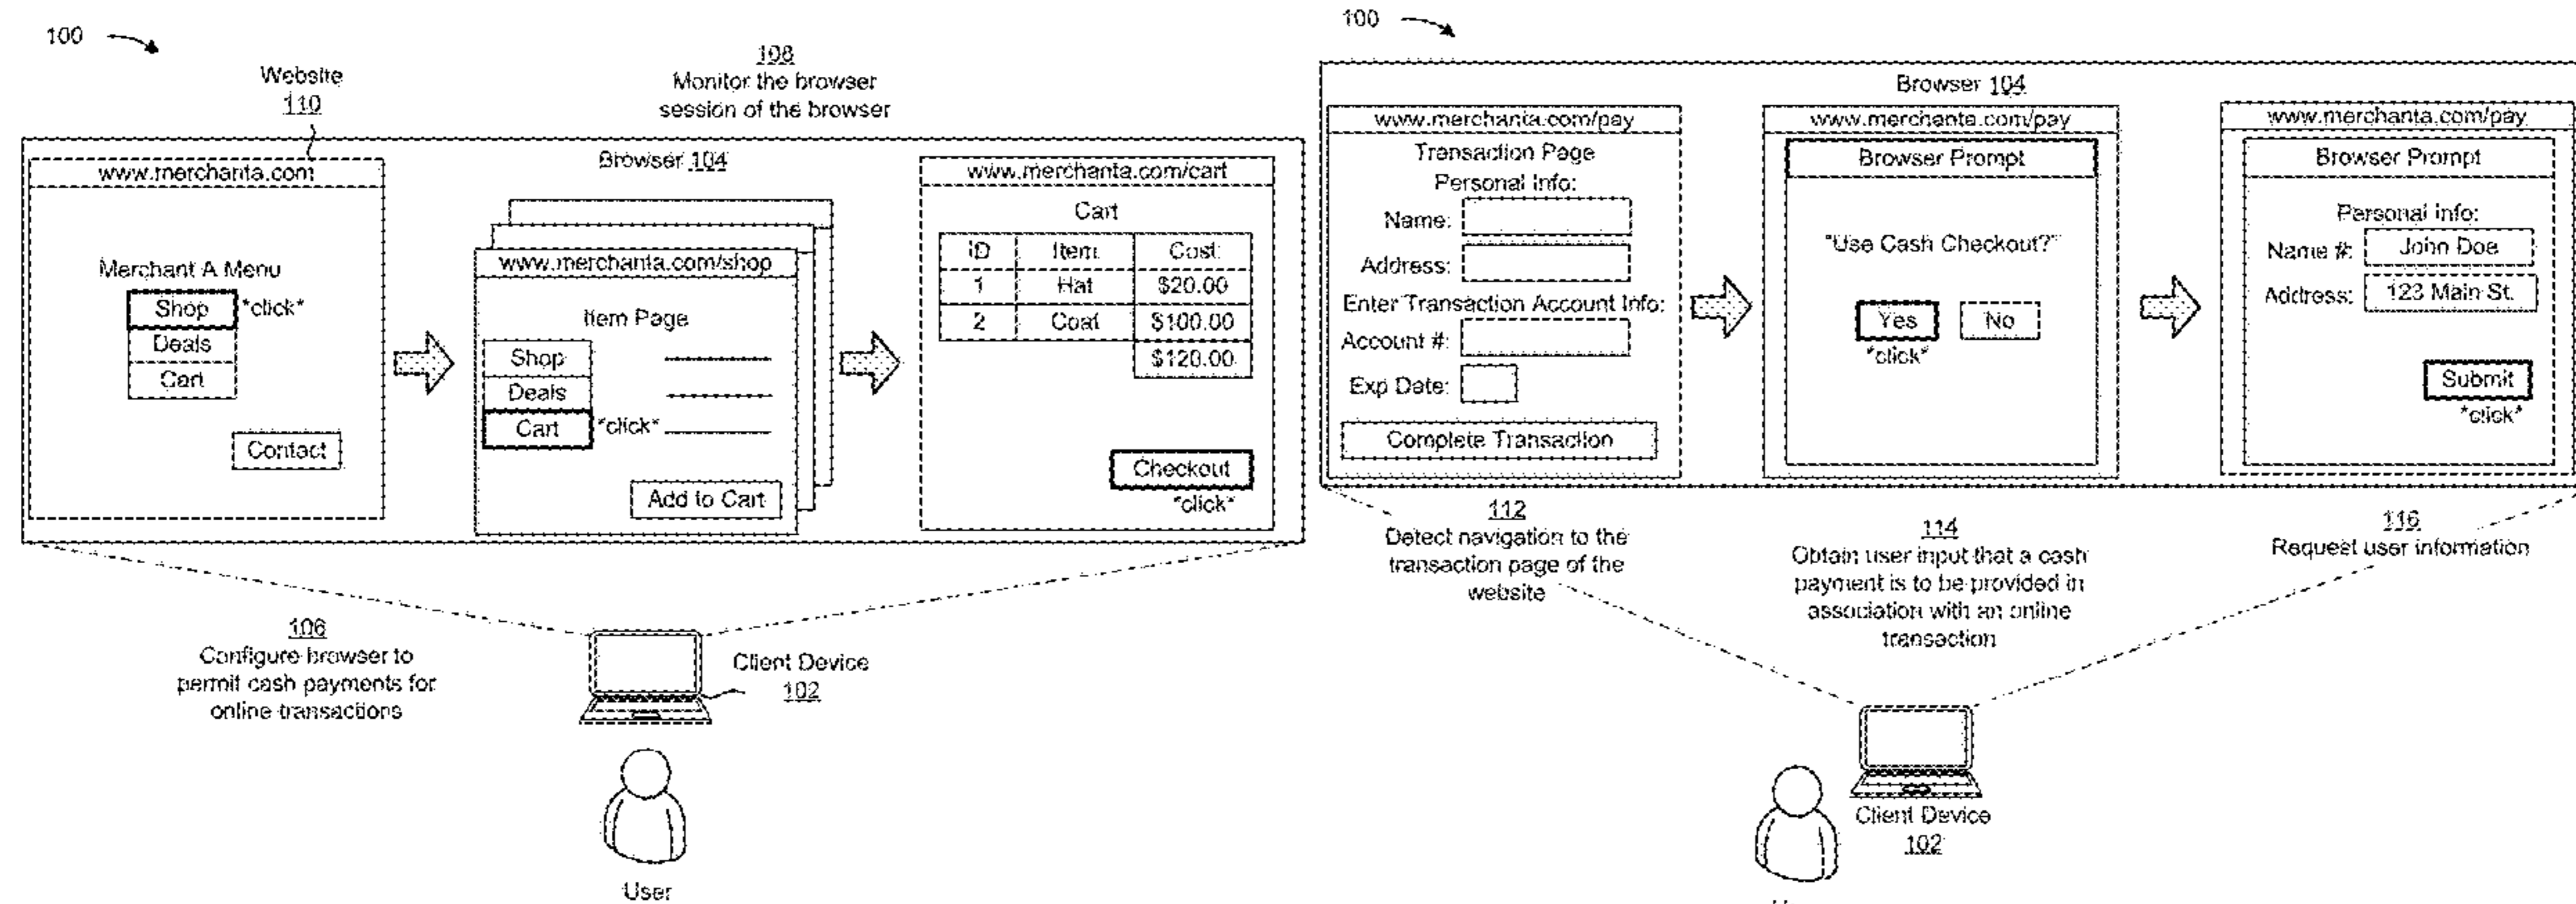 100
Website
110
108
Monitor the browser
session of the browser
Browser 104
www.merchanta.com
Merchant A Menu
Shop *click*
Deals
Cart
Contact
www.merchanta.com/shop
Item Page
Shop
Deals
Cart *click*
Add to Cart
www.merchanta.com/cart
Cart
ID Item Cost
1 Hat $20.00
2 Coat $100.00
$120.00
Checkout
*click*
106
Configure browser to
permit cash payments for
online transactions
Client Device
102
User
100
Browser 104
www.merchanta.com/pay
Transaction Page
Personal Info:
Name:
Address:
Enter Transaction Account Info:
Account #:
Exp Date:
Complete Transaction
www.merchanta.com/pay
Browser Prompt
"Use Cash Checkout?"
Yes No
*click*
www.merchanta.com/pay
Browser Prompt
Personal Info:
Name #: John Doe
Address: 123 Main St.
Submit
*click*
112
Detect navigation to the
transaction page of the
website
114
Obtain user input that a cash
payment is to be provided in
association with an online
transaction
116
Request user information
Client Device
102